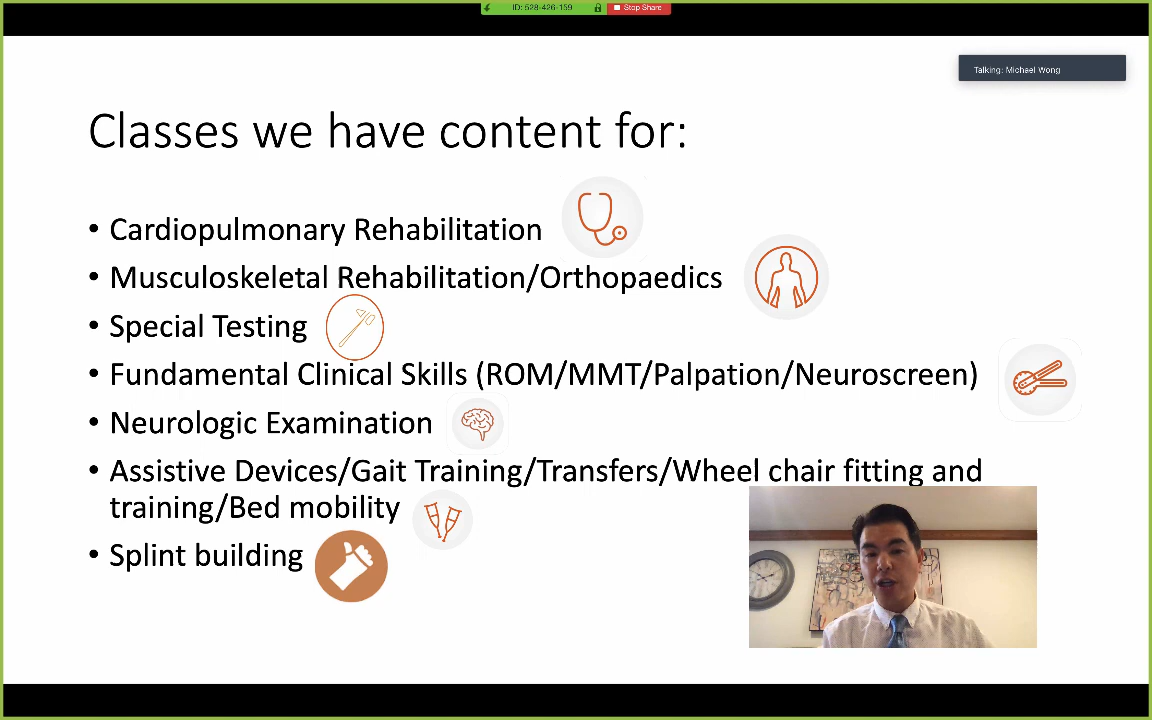 ID: 528-426-159
Stop Share
Talking: Michael Wong
Classes we have content for:
• Cardiopulmonary Rehabilitation
• Musculoskeletal Rehabilitation/Orthopaedics
• Special Testing
• Fundamental Clinical Skills (ROM/MMT/Palpation/Neuroscreen)
• Neurologic Examination
• Assistive Devices/Gait Training/Transfers/Wheel chair fitting and
training/Bed mobility
• Splint building